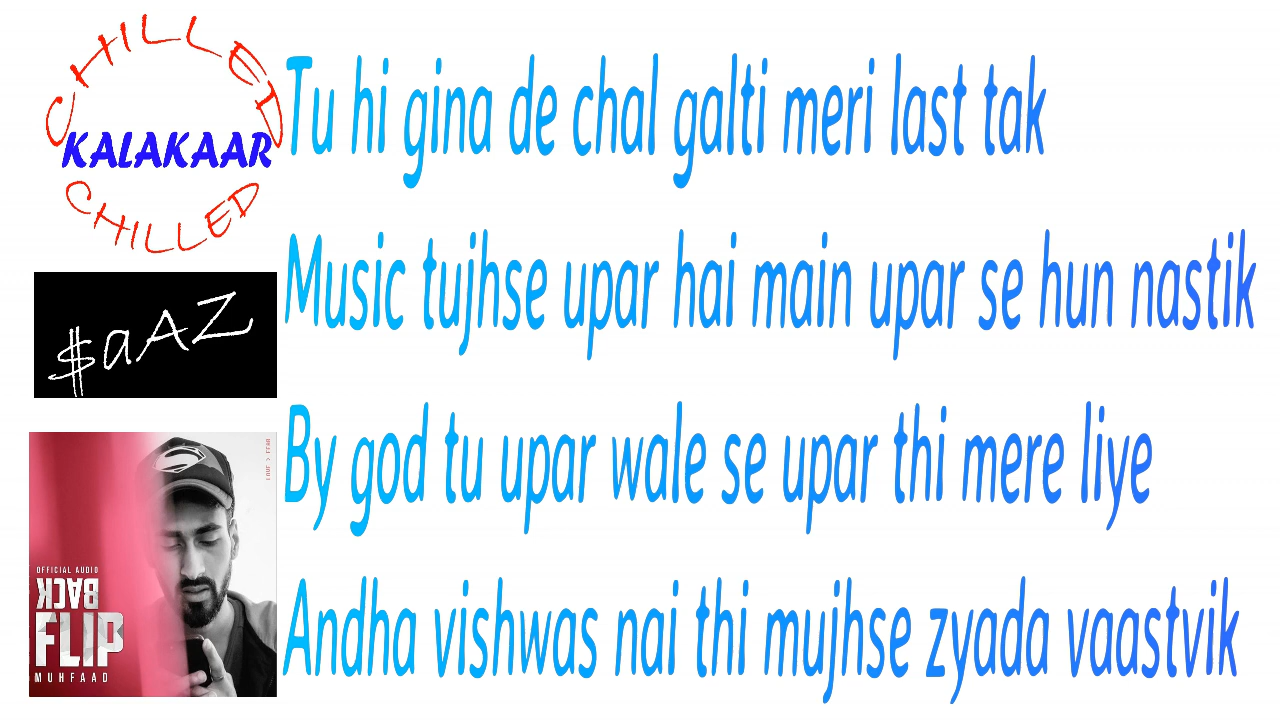 CHILLED
KALAKAAR
CHILLED
$aAZ
OFFICIAL AUDIO
BACK
FLIP
MUHFAAD
Tu hi gina de chal galti meri last tak
Music tujhse upar hai main upar se hun nastik
By god tu upar wale se upar thi mere liye
Andha vishwas nai thi mujhse zyada vaastvik